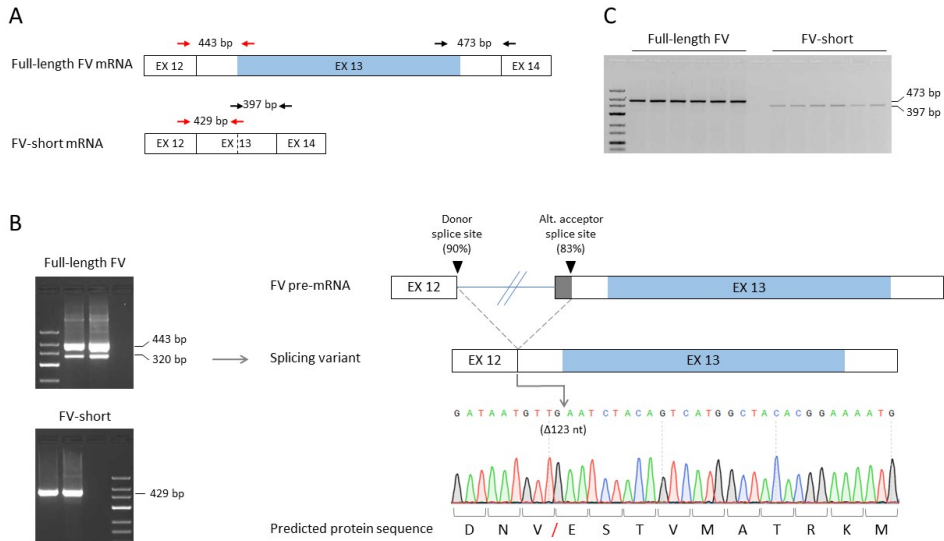 A
443 bp
473 bp
Full-length FV mRNA
EX 12
EX 13
EX 14
397 bp
429 bp
FV-short mRNA
EX 12
EX 13
EX 14
C
Full-length FV
FV-short
473 bp
397 bp
B
Full-length FV
443 bp
320 bp
FV-short
429 bp
Donor
splice site
(90%)
Alt. acceptor
splice site
(83%)
FV pre-mRNA
EX 12
EX 13
Splicing variant
EX 12
EX 13
G A T A A T G T T G A A T C T A C A G T C A T G G C T A C A C G G A A A A T G
(Δ123 nt)
Predicted protein sequence
D N V / E S T V M A T R K M